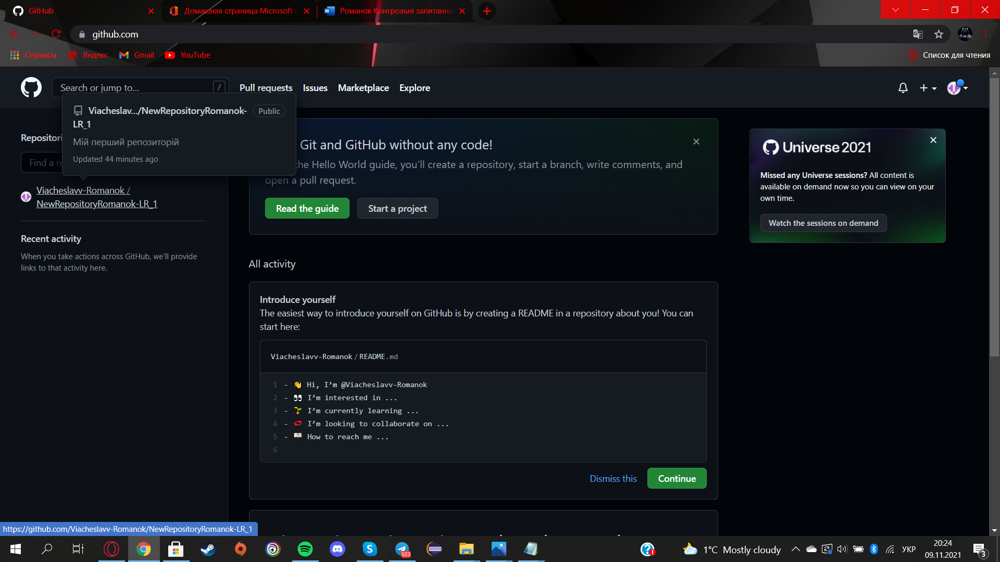 GitHub
Домашняя страница Microsoft
Романок Контрольні запитання
github.com
Сервисы
Яндекс
Gmail
YouTube
Список для чтения
Search or jump to...
/
Pull requests
Issues
Marketplace
Explore
Viacheslav.../NewRepositoryRomanok-
LR_1
Public
Мій перший репозиторій
Updated 44 minutes ago
Repositori
Find a re
Viacheslavv-Romanok /
NewRepositoryRomanok-LR_1
Recent activity
When you take actions across GitHub, we'll provide
links to that activity here.
Git and GitHub without any code!
the Hello World guide, you'll create a repository, start a branch, write comments, and
open a pull request.
Read the guide
Start a project
All activity
Introduce yourself
The easiest way to introduce yourself on GitHub is by creating a README in a repository about you! You can
start here:
Viacheslavv-Romanok/README.md
1 - 👋 Hi, I'm @Viacheslavv-Romanok
2 - 👀 I'm interested in ...
3 - 🌱 I'm currently learning ...
4 - 💞️ I'm looking to collaborate on ...
5 - 📫 How to reach me ...
6
Dismiss this
Continue
Universe 2021
Missed any Universe sessions? All content is
available on demand now so you can view on your
own time.
Watch the sessions on demand
https://github.com/Viacheslavv-Romanok/NewRepositoryRomanok-LR_1
503
1°C Mostly cloudy
УКР
20:24
09.11.2021
3